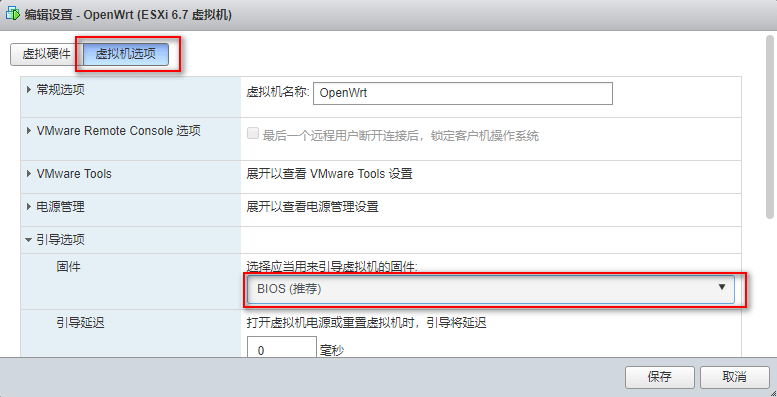 编辑设置 - OpenWrt (ESXi 6.7 虚拟机)
虚拟硬件 虚拟机选项
常规选项 虚拟机名称: OpenWrt
VMware Remote Console 选项 最后一个远程用户断开连接后，锁定客户机操作系统
VMware Tools 展开以查看 VMware Tools 设置
电源管理 展开以查看电源管理设置
引导选项
固件 选择应当用来引导虚拟机的固件:
BIOS (推荐)
引导延迟 打开虚拟机电源或重置虚拟机时，引导将延迟
0 毫秒
保存 取消